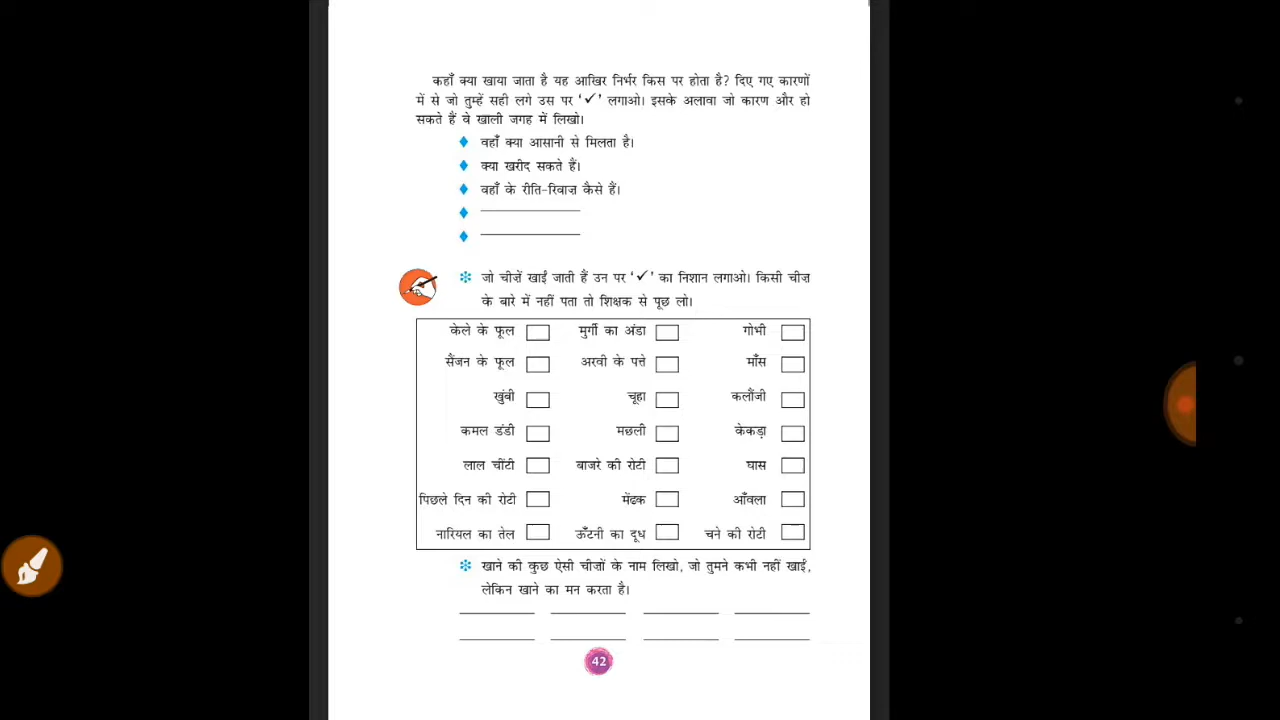 कहाँ क्या खाया जाता है यह आखिर निर्भर किस पर होता है? दिए गए कारणों
में से जो तुम्हें सही लगे उस पर ‘✓’ लगाओ। इसके अलावा जो कारण और हो
सकते हैं वे खाली जगह में लिखो।
वहाँ क्या आसानी से मिलता है।
क्या खरीद सकते हैं।
वहाँ के रीति-रिवाज़ कैसे हैं।
जो चीज़ें खाई जाती हैं उन पर ‘✓’ का निशान लगाओ। किसी चीज़
के बारे में नहीं पता तो शिक्षक से पूछ लो।
केले के फूल मुर्गी का अंडा गोभी
सैंजन के फूल अरवी के पत्ते माँस
खुंबी चूहा कलौंजी
कमल डंडी मछली केकड़ा
लाल चींटी बाजरे की रोटी घास
पिछले दिन की रोटी मेंढक आँवला
नारियल का तेल ऊँटनी का दूध चने की रोटी
खाने की कुछ ऐसी चीज़ों के नाम लिखो, जो तुमने कभी नहीं खाईं,
लेकिन खाने का मन करता है।
42